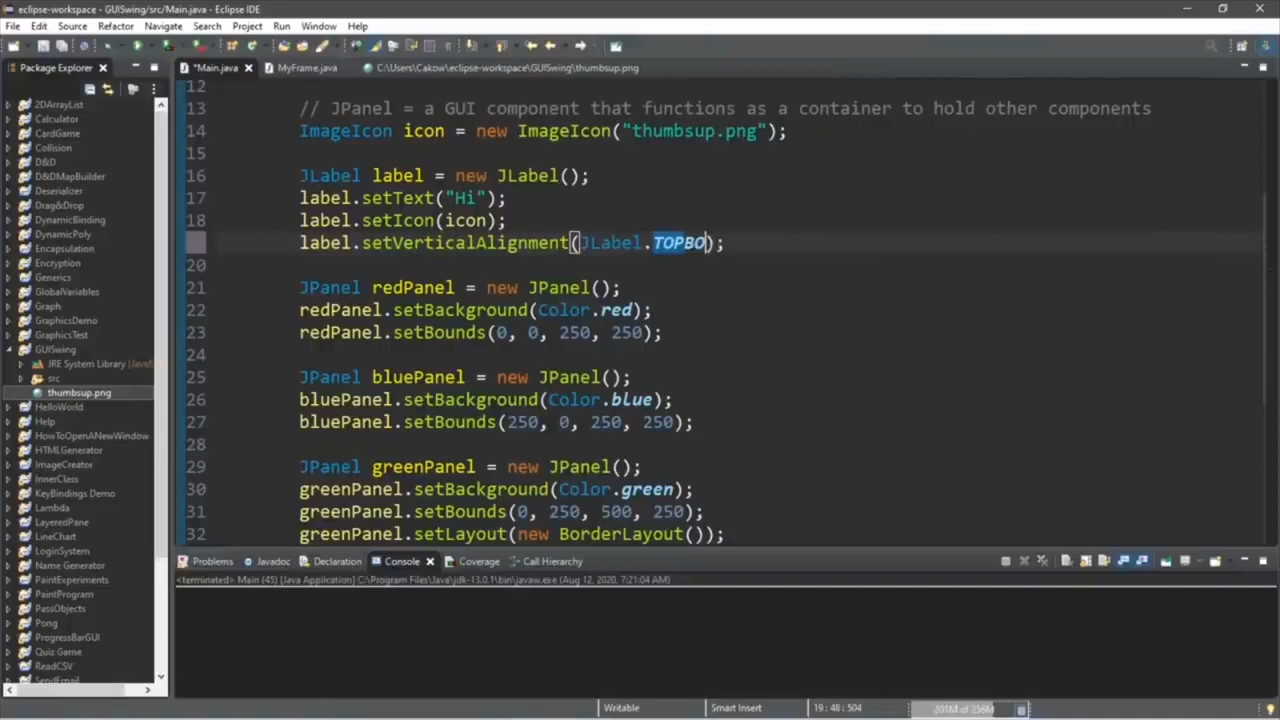 eclipse-workspace - GUISwing/src/Main.java - Eclipse IDE
File Edit Source Refactor Navigate Search Project Run Window Help
Package Explorer
*Main.java MyFrame.java C:\Users\Cakow\eclipse-workspace\GUISwing\thumbsup.png
2DArrayList
Calculator
CardGame
Collision
D&D
D&DMapBuilder
Deserializer
Drag&Drop
DynamicBinding
DynamicPoly
Encapsulation
Encryption
Generics
GlobalVariables
Graph
GraphicsDemo
GraphicsTest
GUISwing
JRE System Library [JavaS
src
thumbsup.png
HelloWorld
Help
HowToOpenANewWindow
HTMLGenerator
ImageCreator
InnerClass
KeyBindings Demo
Lambda
LayeredPane
LineChart
LoginSystem
Name Generator
PaintExperiments
PaintProgram
PassObjects
Pong
ProgressBarGUI
Quiz Game
ReadCSV
SendEmail
12
13 // JPanel = a GUI component that functions as a container to hold other components
14 ImageIcon icon = new ImageIcon("thumbsup.png");
15
16 JLabel label = new JLabel();
17 label.setText("Hi");
18 label.setIcon(icon);
label.setVerticalAlignment(JLabel.TOPBO);
20
21 JPanel redPanel = new JPanel();
22 redPanel.setBackground(Color.red);
23 redPanel.setBounds(0, 0, 250, 250);
24
25 JPanel bluePanel = new JPanel();
26 bluePanel.setBackground(Color.blue);
27 bluePanel.setBounds(250, 0, 250, 250);
28
29 JPanel greenPanel = new JPanel();
30 greenPanel.setBackground(Color.green);
31 greenPanel.setBounds(0, 250, 500, 250);
32 greenPanel.setLayout(new BorderLayout());
Problems Javadoc Declaration Console Coverage Call Hierarchy
<terminated> Main (45) [Java Application] C:\Program Files\Java\jdk-13.0.1\bin\javaw.exe (Aug 12, 2020, 7:21:04 AM)
Writable Smart Insert 19 : 48 : 504 201M of 256M